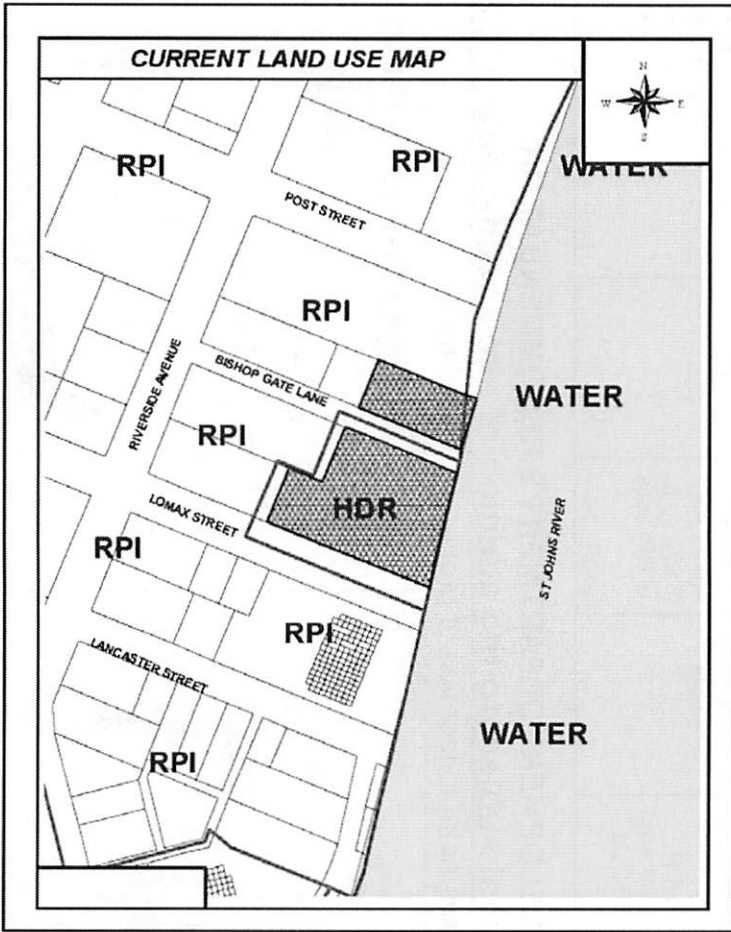 CURRENT LAND USE MAP
N
W E
S
RPI
RPI
WATER
POST STREET
RPI
BISHOP GATE LANE
RIVERSIDE AVENUE
WATER
RPI
HDR
LOMAX STREET
ST JOHNS RIVER
RPI
RPI
LANCASTER STREET
WATER
RPI